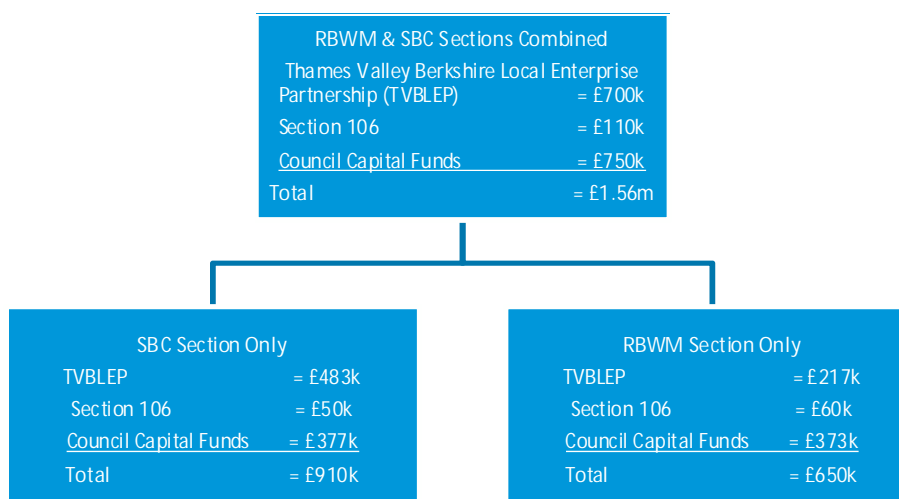 RBWM & SBC Sections Combined
Thames Valley Berkshire Local Enterprise
Partnership (TVBLEP) = £700k
Section 106 = £110k
Council Capital Funds = £750k
Total = £1.56m
SBC Section Only
TVBLEP = £483k
Section 106 = £50k
Council Capital Funds = £377k
Total = £910k
RBWM Section Only
TVBLEP = £217k
Section 106 = £60k
Council Capital Funds = £373k
Total = £650k